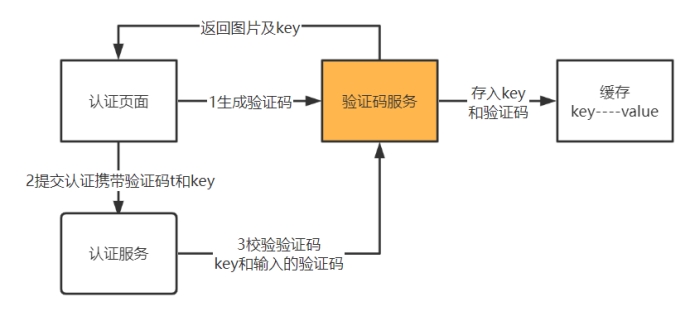 返回图片及key
认证页面
1生成验证码
验证码服务
存入key
和验证码
缓存
key----value
2提交认证携带验证码t和key
认证服务
3校验验证码
key和输入的验证码